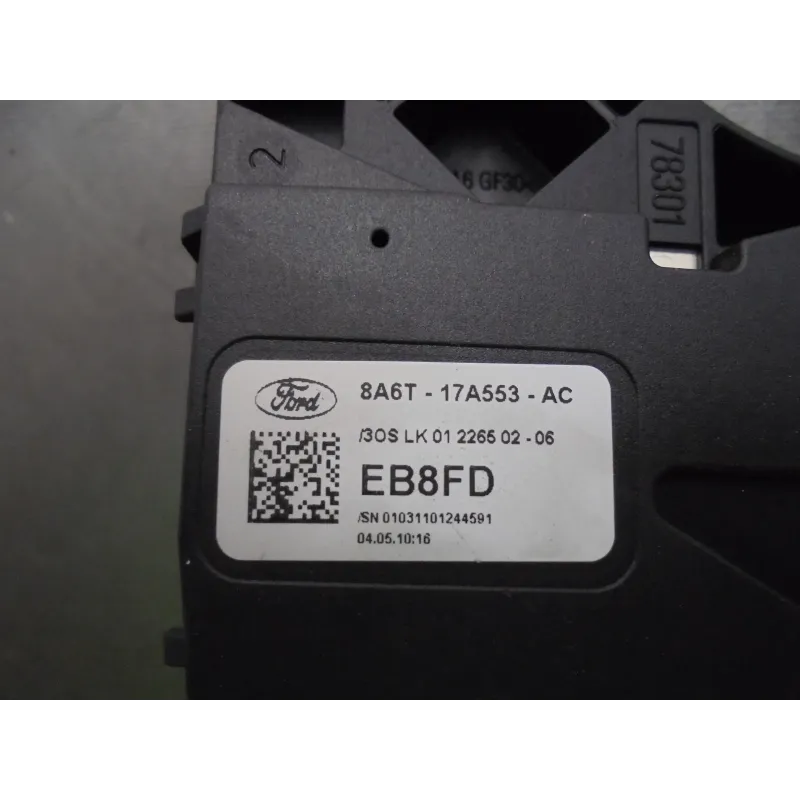 2
6 GF30-
78301
Ford
8A6T - 17A553 - AC
/3OS LK 01 2265 02 - 06
EB8FD
/SN 01031101244591
04.05.10:16